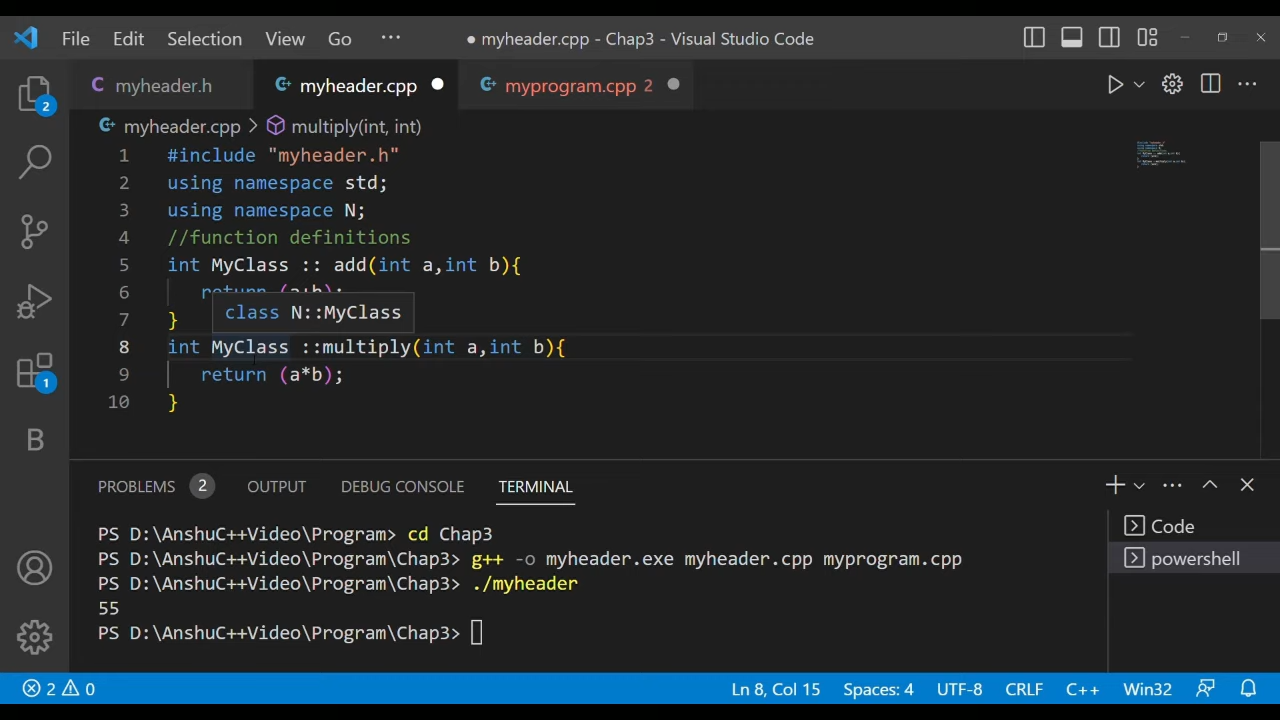 File Edit Selection View Go ··· ● myheader.cpp - Chap3 - Visual Studio Code
C myheader.h myheader.cpp ● myprogram.cpp 2 ●
myheader.cpp > multiply(int, int)
1 #include "myheader.h"
2 using namespace std;
3 using namespace N;
4 //function definitions
5 int MyClass :: add(int a,int b){
6 return (a+b);
class N::MyClass
7 }
8 int MyClass ::multiply(int a,int b){
9 return (a*b);
10 }
2
1
B
PROBLEMS 2 OUTPUT DEBUG CONSOLE TERMINAL
PS D:\AnshuC++Video\Program> cd Chap3
PS D:\AnshuC++Video\Program\Chap3> g++ -o myheader.exe myheader.cpp myprogram.cpp
PS D:\AnshuC++Video\Program\Chap3> ./myheader
55
PS D:\AnshuC++Video\Program\Chap3>
Code
powershell
2 0 Ln 8, Col 15 Spaces: 4 UTF-8 CRLF C++ Win32